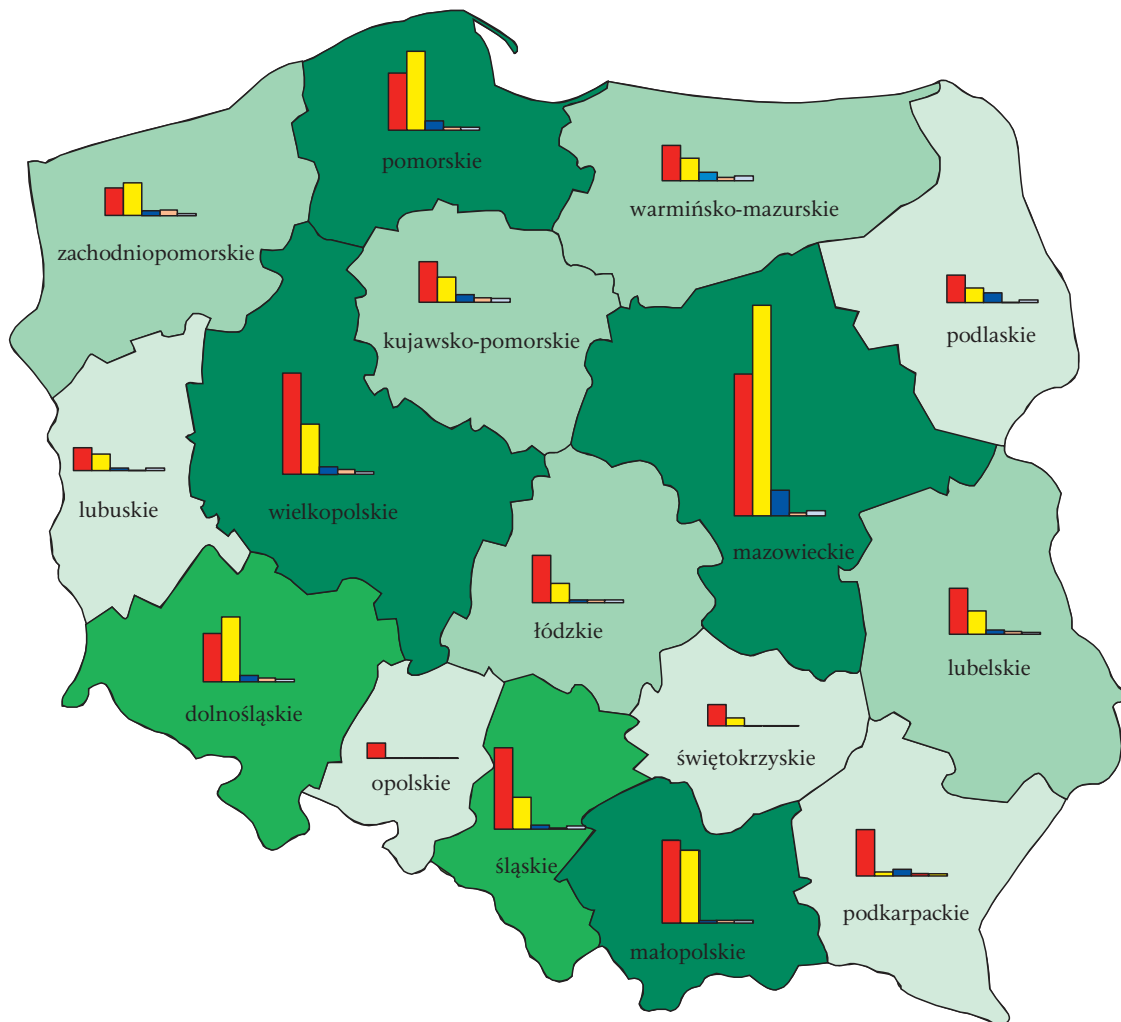 pomorskie
warmińsko-mazurskie
zachodniopomorskie
kujawsko-pomorskie
podlaskie
lubuskie
wielkopolskie
mazowieckie
łódzkie
lubelskie
dolnośląskie
opolskie
świętokrzyskie
śląskie
podkarpackie
małopolskie